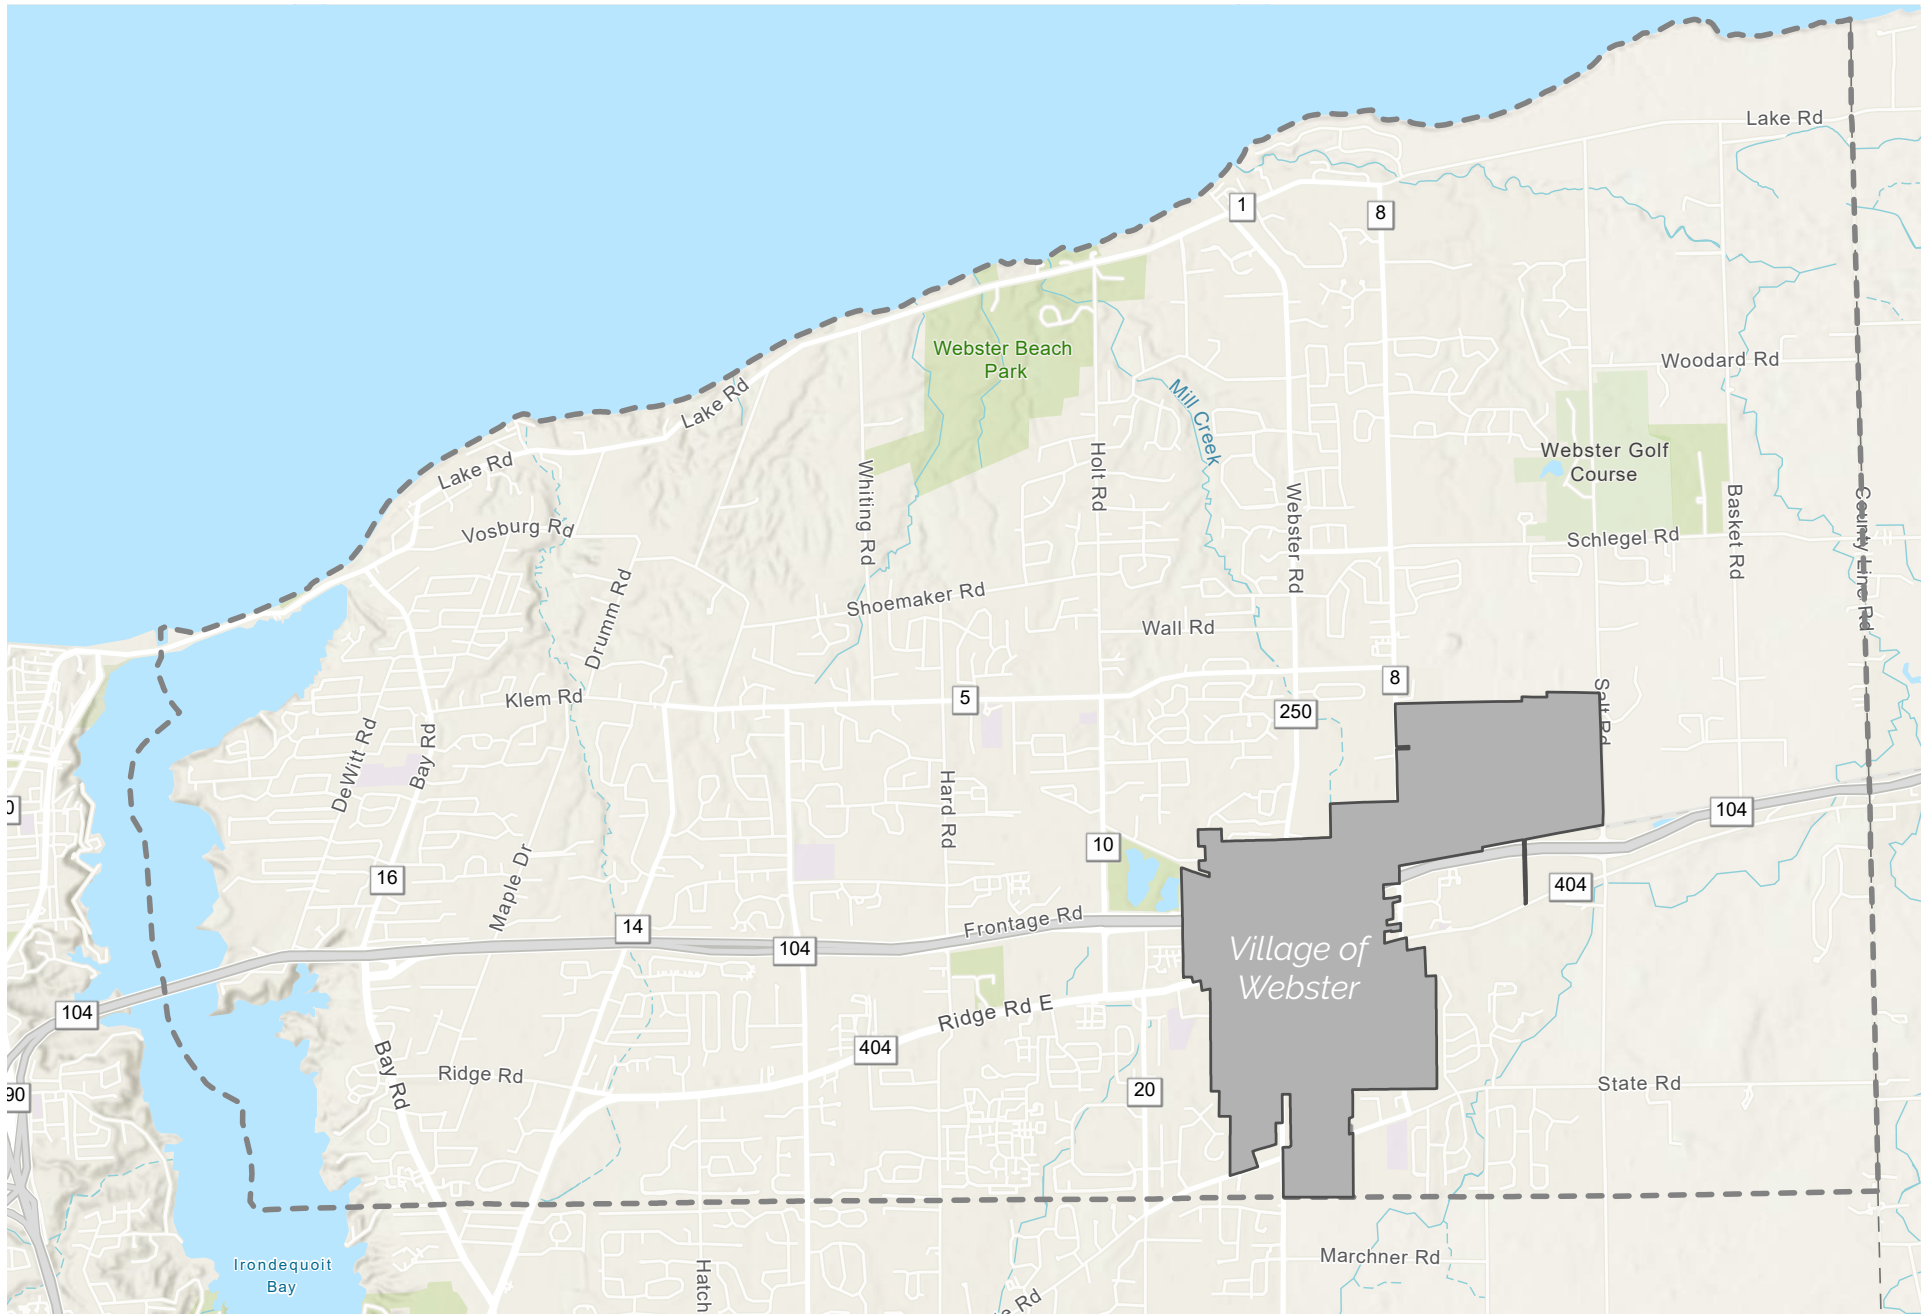 Lake Rd
1
8
Webster Beach
Park
Woodard Rd
Lake Rd
Mill Creek
Webster Golf
Course
Lake Rd
Holt Rd
Whiting Rd
Webster Rd
Basket Rd
County Line Rd
Vosburg Rd
Schlegel Rd
Drumm Rd
Shoemaker Rd
Wall Rd
8
Salt Rd
Klem Rd
5
250
DeWitt Rd
Bay Rd
Hard Rd
0
104
10
16
Maple Dr
404
14
Frontage Rd
104
Village of
Webster
104
Ridge Rd E
404
Bay Rd
Ridge Rd
20
State Rd
90
Irondequoit
Bay
Hatch
Marchner Rd
e Rd